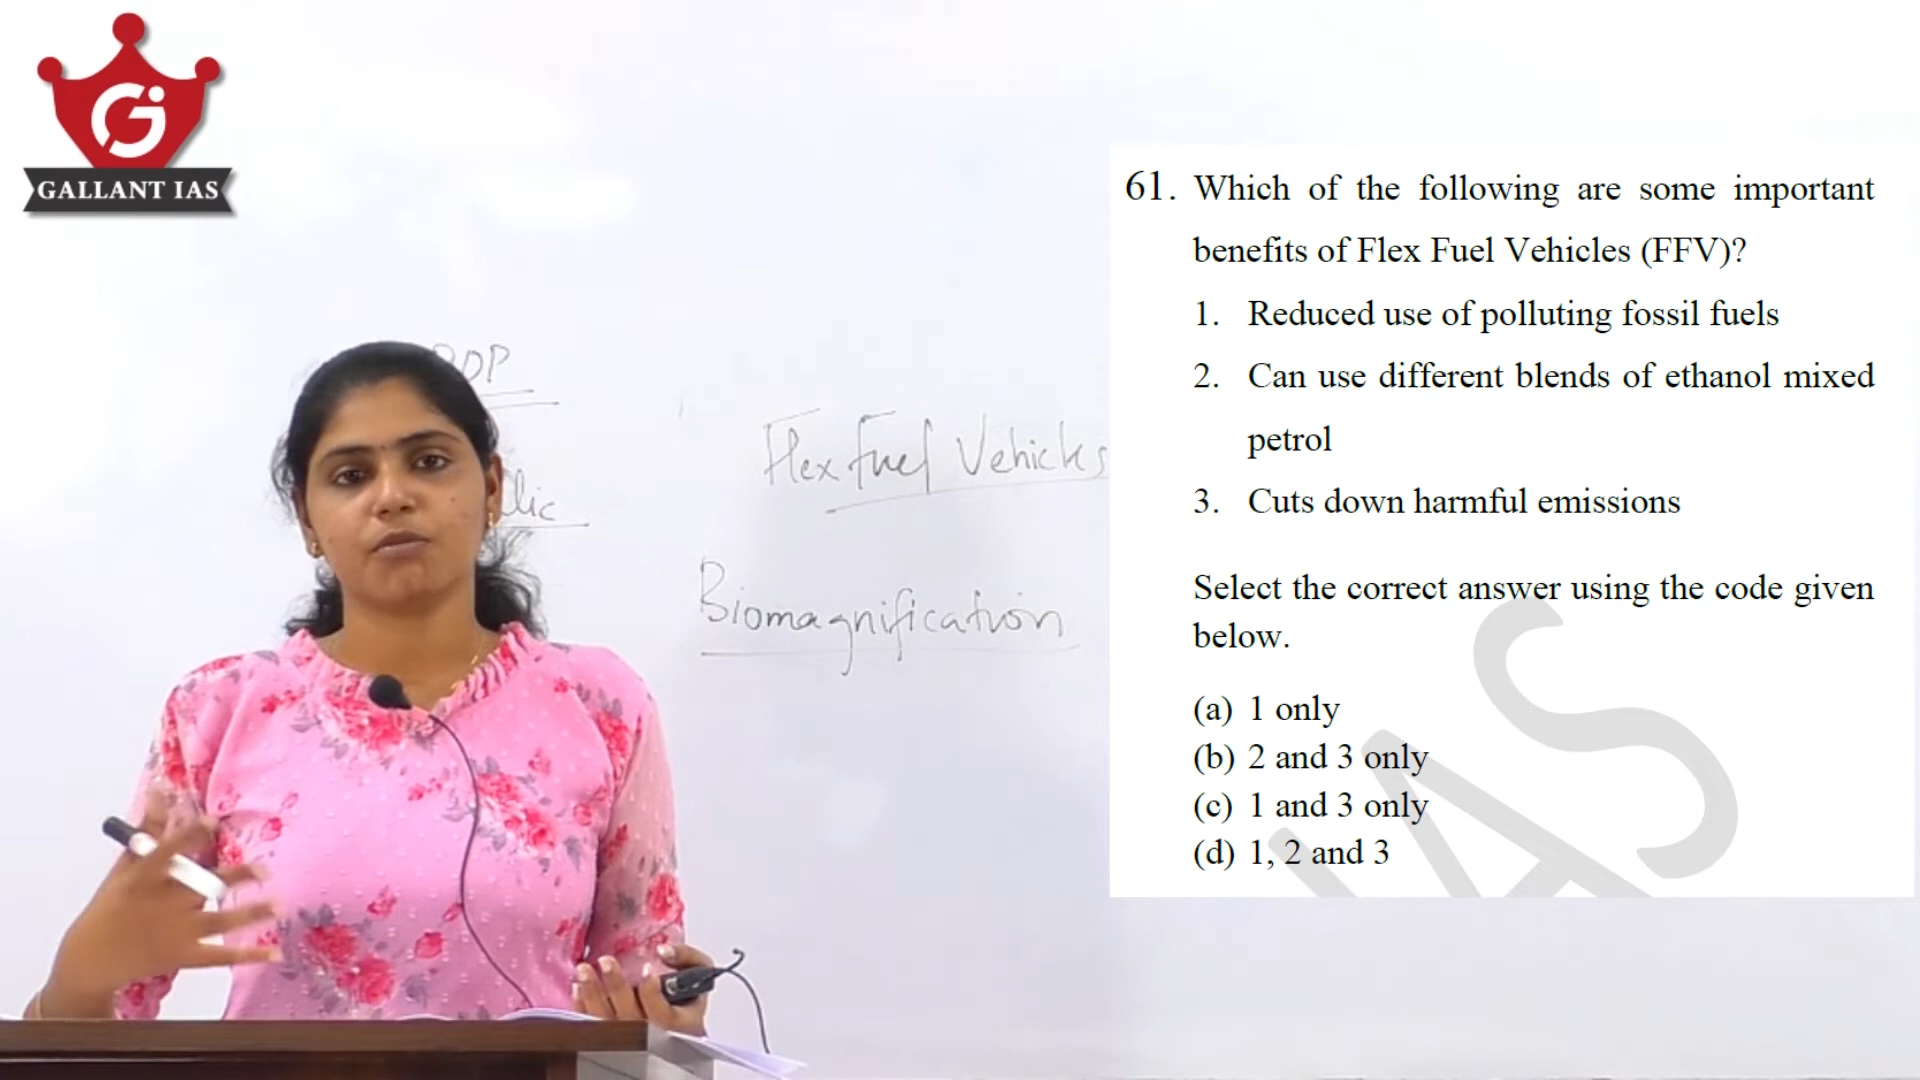 GALLANT IAS
Flex Fuel Vehicles
Biomagnification
61. Which of the following are some important
benefits of Flex Fuel Vehicles (FFV)?
1. Reduced use of polluting fossil fuels
2. Can use different blends of ethanol mixed
petrol
3. Cuts down harmful emissions
Select the correct answer using the code given
below.
(a) 1 only
(b) 2 and 3 only
(c) 1 and 3 only
(d) 1, 2 and 3
IAS